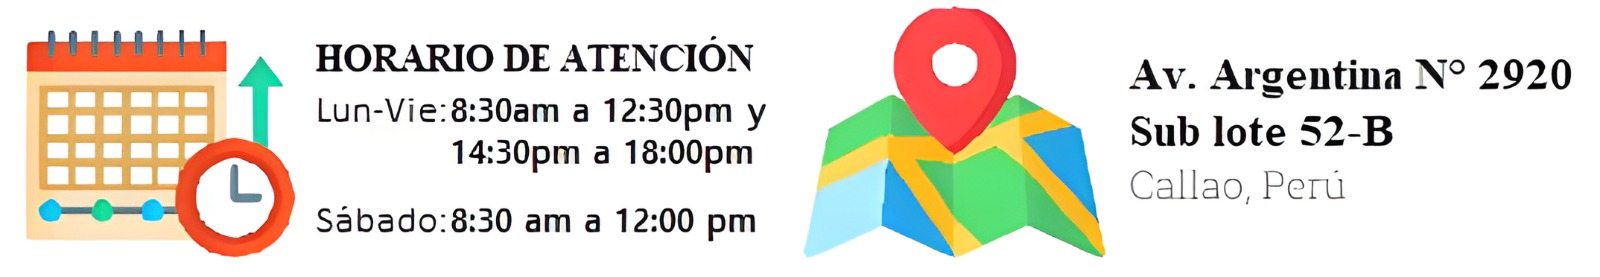 HORARIO DE ATENCIÓN
Lun-Vie: 8:30am a 12:30pm y
14:30pm a 18:00pm
Sábado: 8:30 am a 12:00 pm
Av. Argentina N° 2920
Sub lote 52-B
Callao, Perú